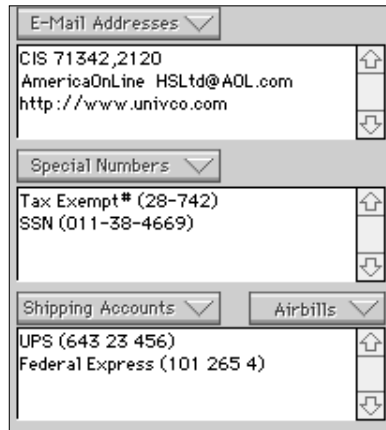 E-Mail Addresses
CIS 71342,2120
AmericaOnLine HSLtd@AOL.com
http://www.univco.com
Special Numbers
Tax Exempt# (28-742)
SSN (011-38-4669)
Shipping Accounts Airbills
UPS (643 23 456)
Federal Express (101 265 4)